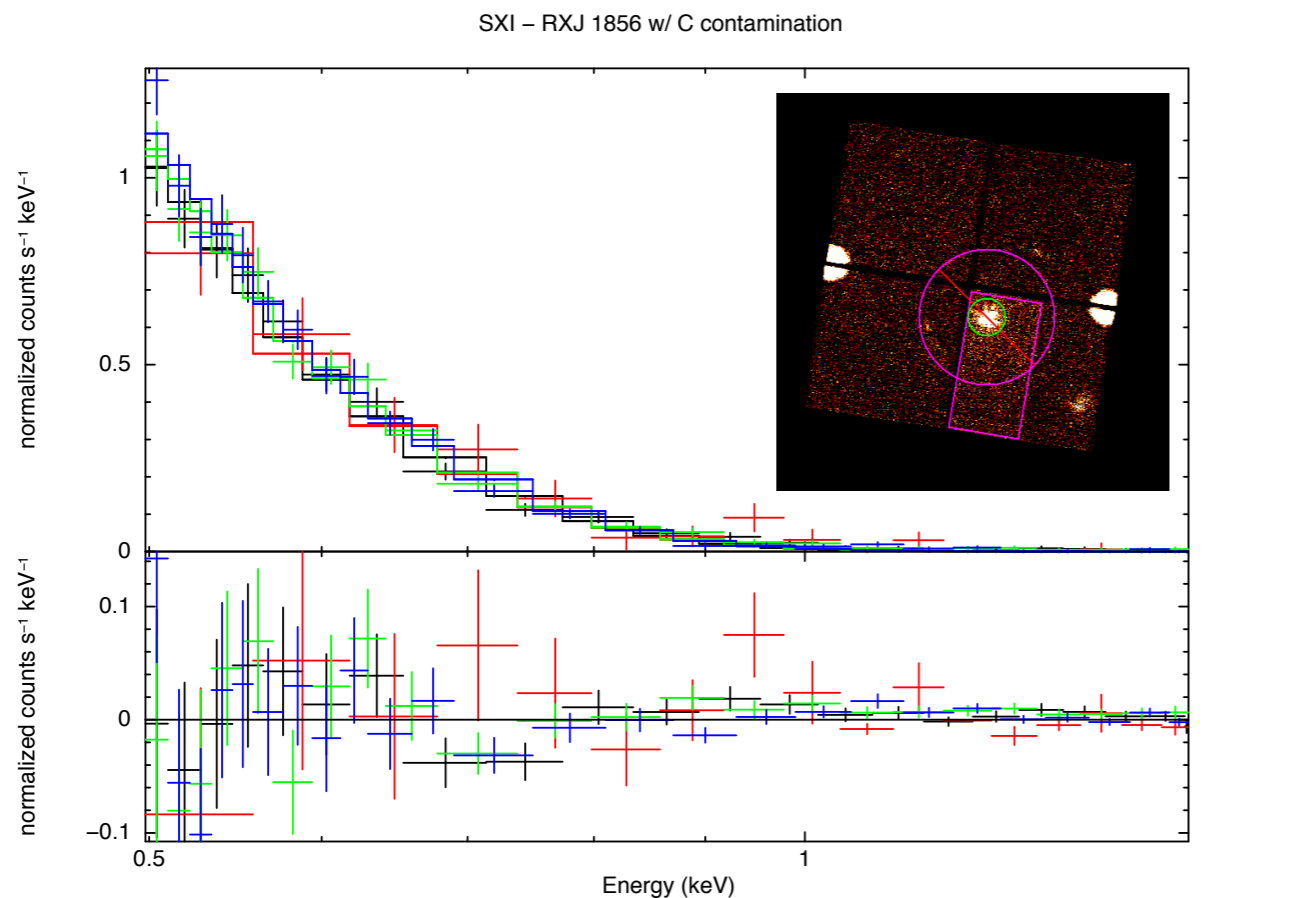 SXI − RXJ 1856 w/ C contamination
normalized counts s⁻¹ keV⁻¹
1
0.5
0
normalized counts s⁻¹ keV⁻¹
0.1
0
−0.1
0.5
1
Energy (keV)